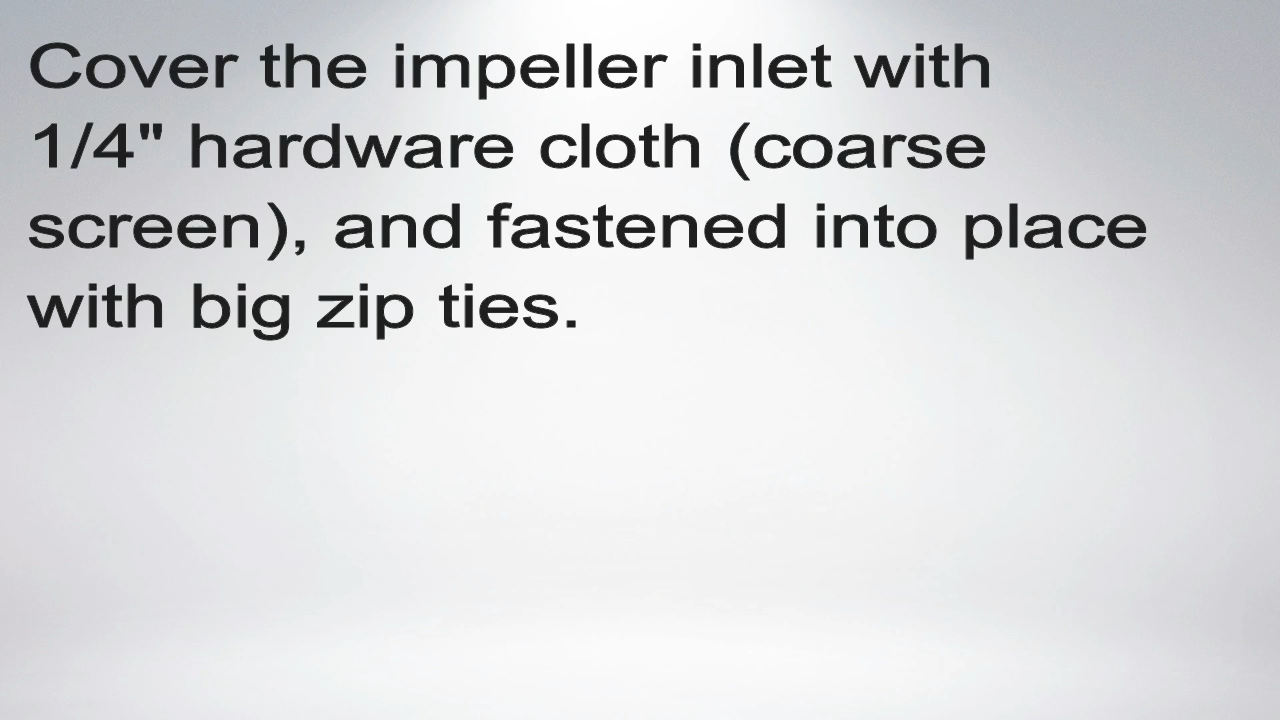 Cover the impeller inlet with
1/4" hardware cloth (coarse
screen), and fastened into place
with big zip ties.